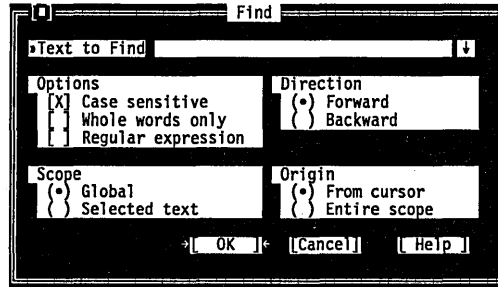 Find
Text to Find
Options
[X] Case sensitive
[ ] Whole words only
[ ] Regular expression
Direction
(•) Forward
( ) Backward
Scope
(•) Global
( ) Selected text
Origin
(•) From cursor
( ) Entire scope
[ OK ] [Cancel] [ Help ]